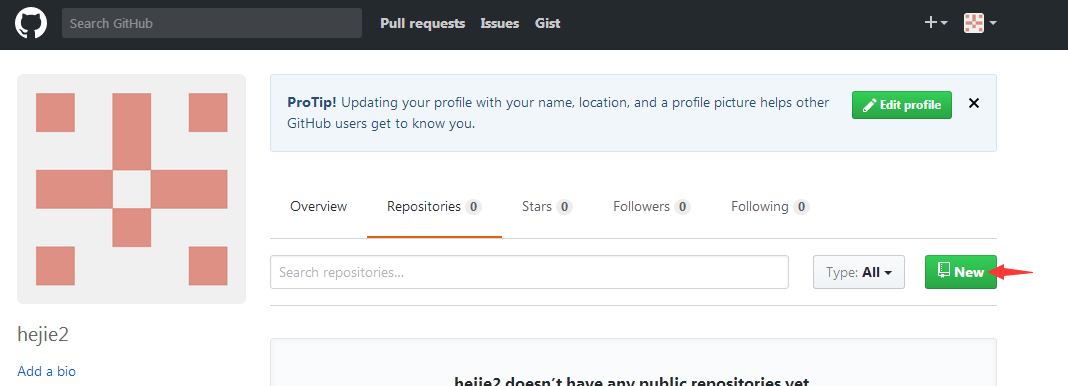 Search GitHub
Pull requests Issues Gist
ProTip! Updating your profile with your name, location, and a profile picture helps other
GitHub users get to know you.
Edit profile
Overview
Repositories 0
Stars 0
Followers 0
Following 0
Search repositories...
Type: All
New
hejie2
Add a bio
hejie2 doesn't have any public repositories yet